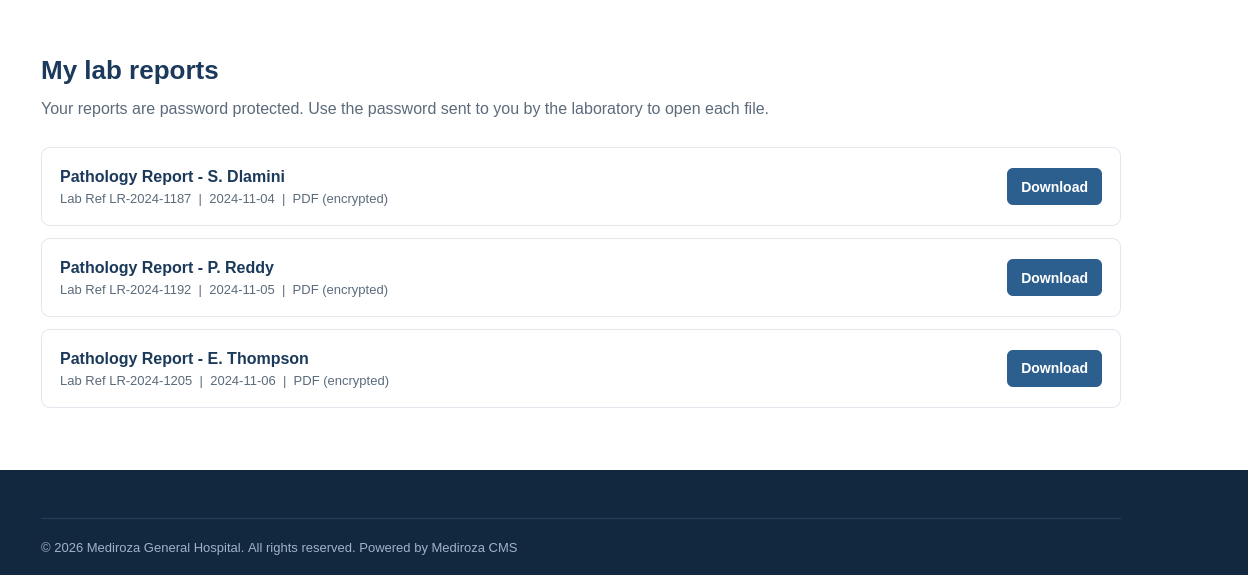 My lab reports
Your reports are password protected. Use the password sent to you by the laboratory to open each file.
Pathology Report - S. Dlamini
Lab Ref LR-2024-1187 | 2024-11-04 | PDF (encrypted)
Download
Pathology Report - P. Reddy
Lab Ref LR-2024-1192 | 2024-11-05 | PDF (encrypted)
Download
Pathology Report - E. Thompson
Lab Ref LR-2024-1205 | 2024-11-06 | PDF (encrypted)
Download
© 2026 Mediroza General Hospital. All rights reserved. Powered by Mediroza CMS